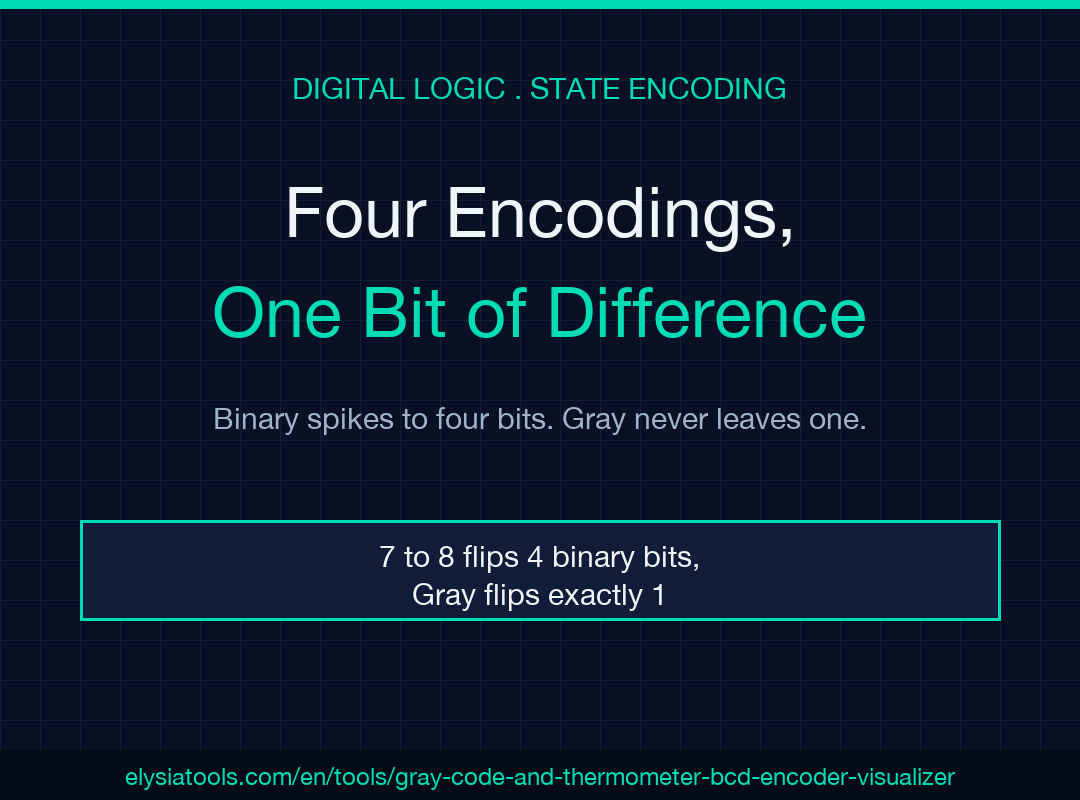 DIGITAL LOGIC . STATE ENCODING
Four Encodings,
One Bit of Difference
Binary spikes to four bits. Gray never leaves one.
7 to 8 flips 4 binary bits,
Gray flips exactly 1
elysiatools.com/en/tools/gray-code-and-thermometer-bcd-encoder-visualizer